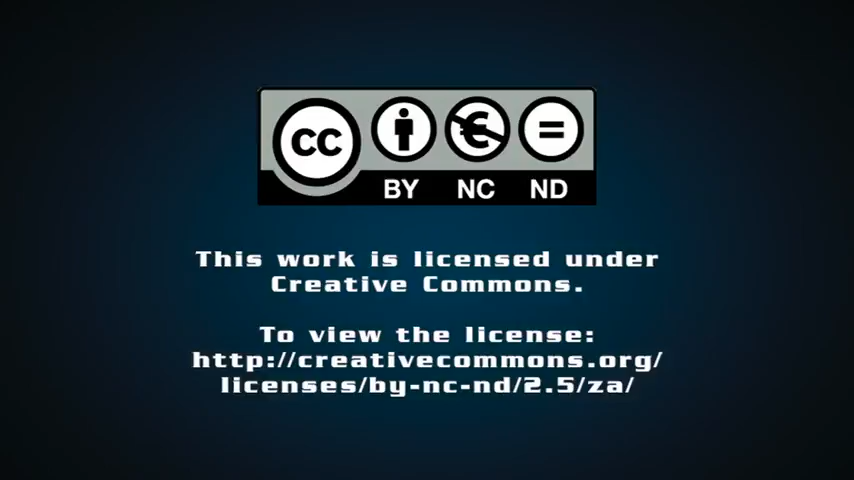 cc
BY NC ND
This work is licensed under
Creative Commons.
To view the license:
http://creativecommons.org/
licenses/by-nc-nd/2.5/za/